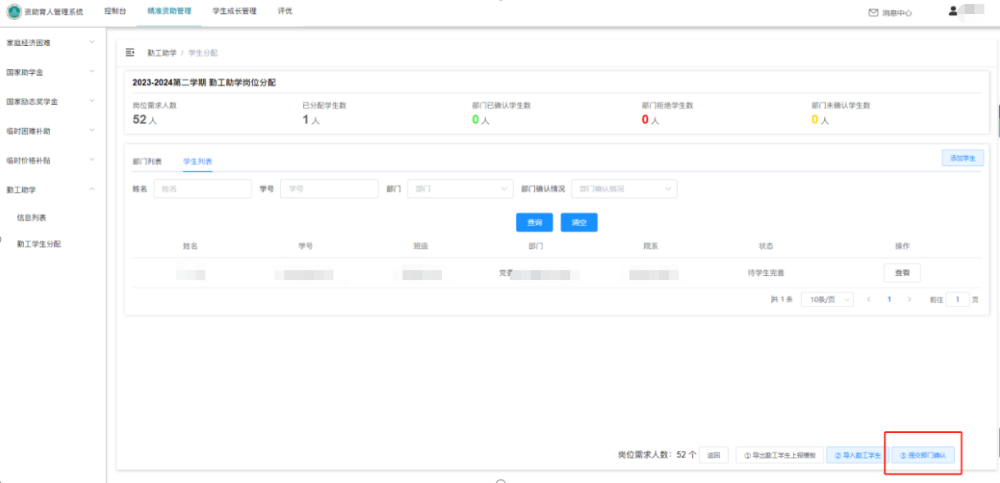 资助育人管理系统 控制台 精准资助管理 学生成长管理 评优 消息中心
家庭经济困难
国家助学金
国家励志奖学金
临时困难补助
临时价格补贴
勤工助学
信息列表
勤工学生分配
勤工助学 / 学生分配
2023-2024第二学期 勤工助学岗位分配
岗位需求人数 已分配学生数 部门已确认学生数 部门拒绝学生数 部门未确认学生数
52 人 1 人 0 人 0 人 0 人
部门列表 学生列表 添加学生
姓名 姓名 学号 学号 部门 部门 部门确认情况 部门确认情况
查询 清空
姓名 学号 班级 部门 院系 状态 操作
党委 待学生完善 查看
共 1 条 10条/页 < 1 > 前往 1 页
岗位需求人数：52 个 返回 ① 导出勤工学生上报模板 ② 导入勤工学生 ③ 提交部门确认